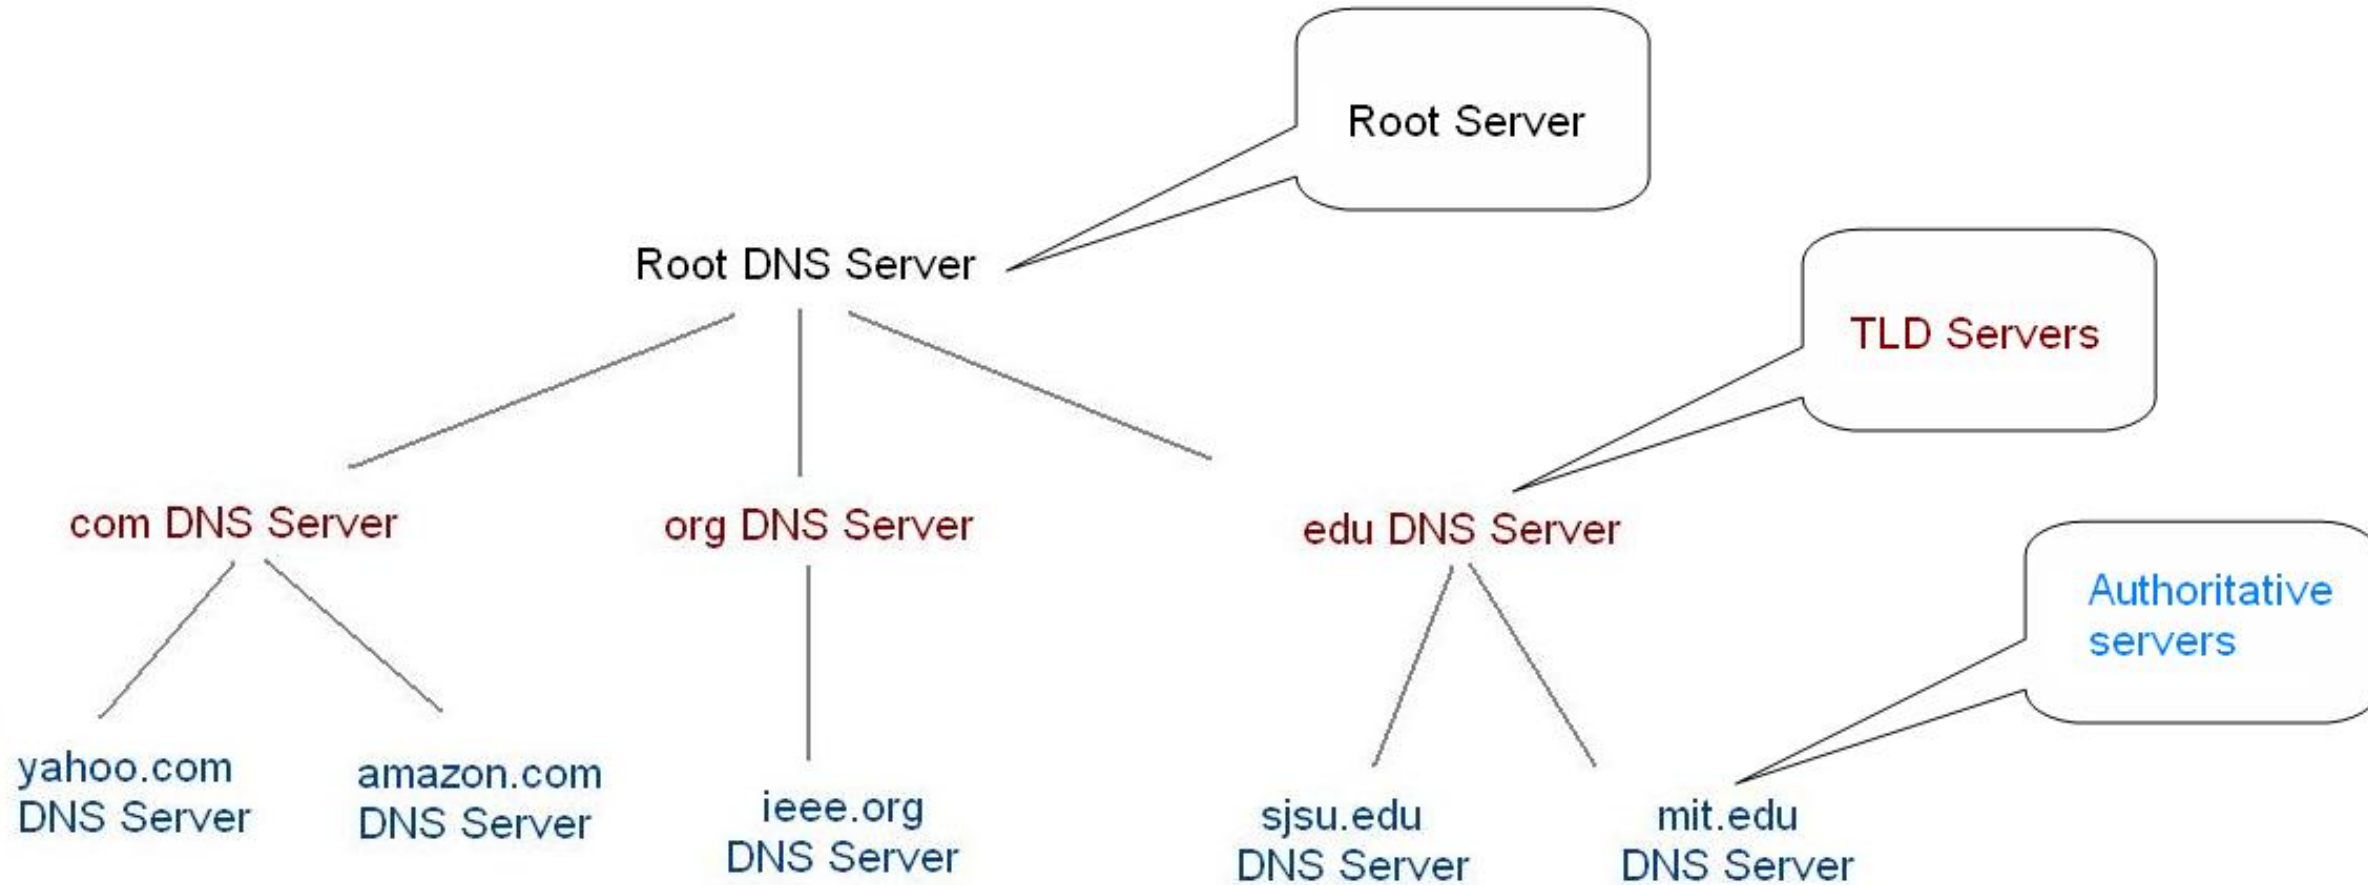 Root Server
Root DNS Server
TLD Servers
com DNS Server
org DNS Server
edu DNS Server
Authoritative
servers
yahoo.com
DNS Server
amazon.com
DNS Server
ieee.org
DNS Server
sjsu.edu
DNS Server
mit.edu
DNS Server